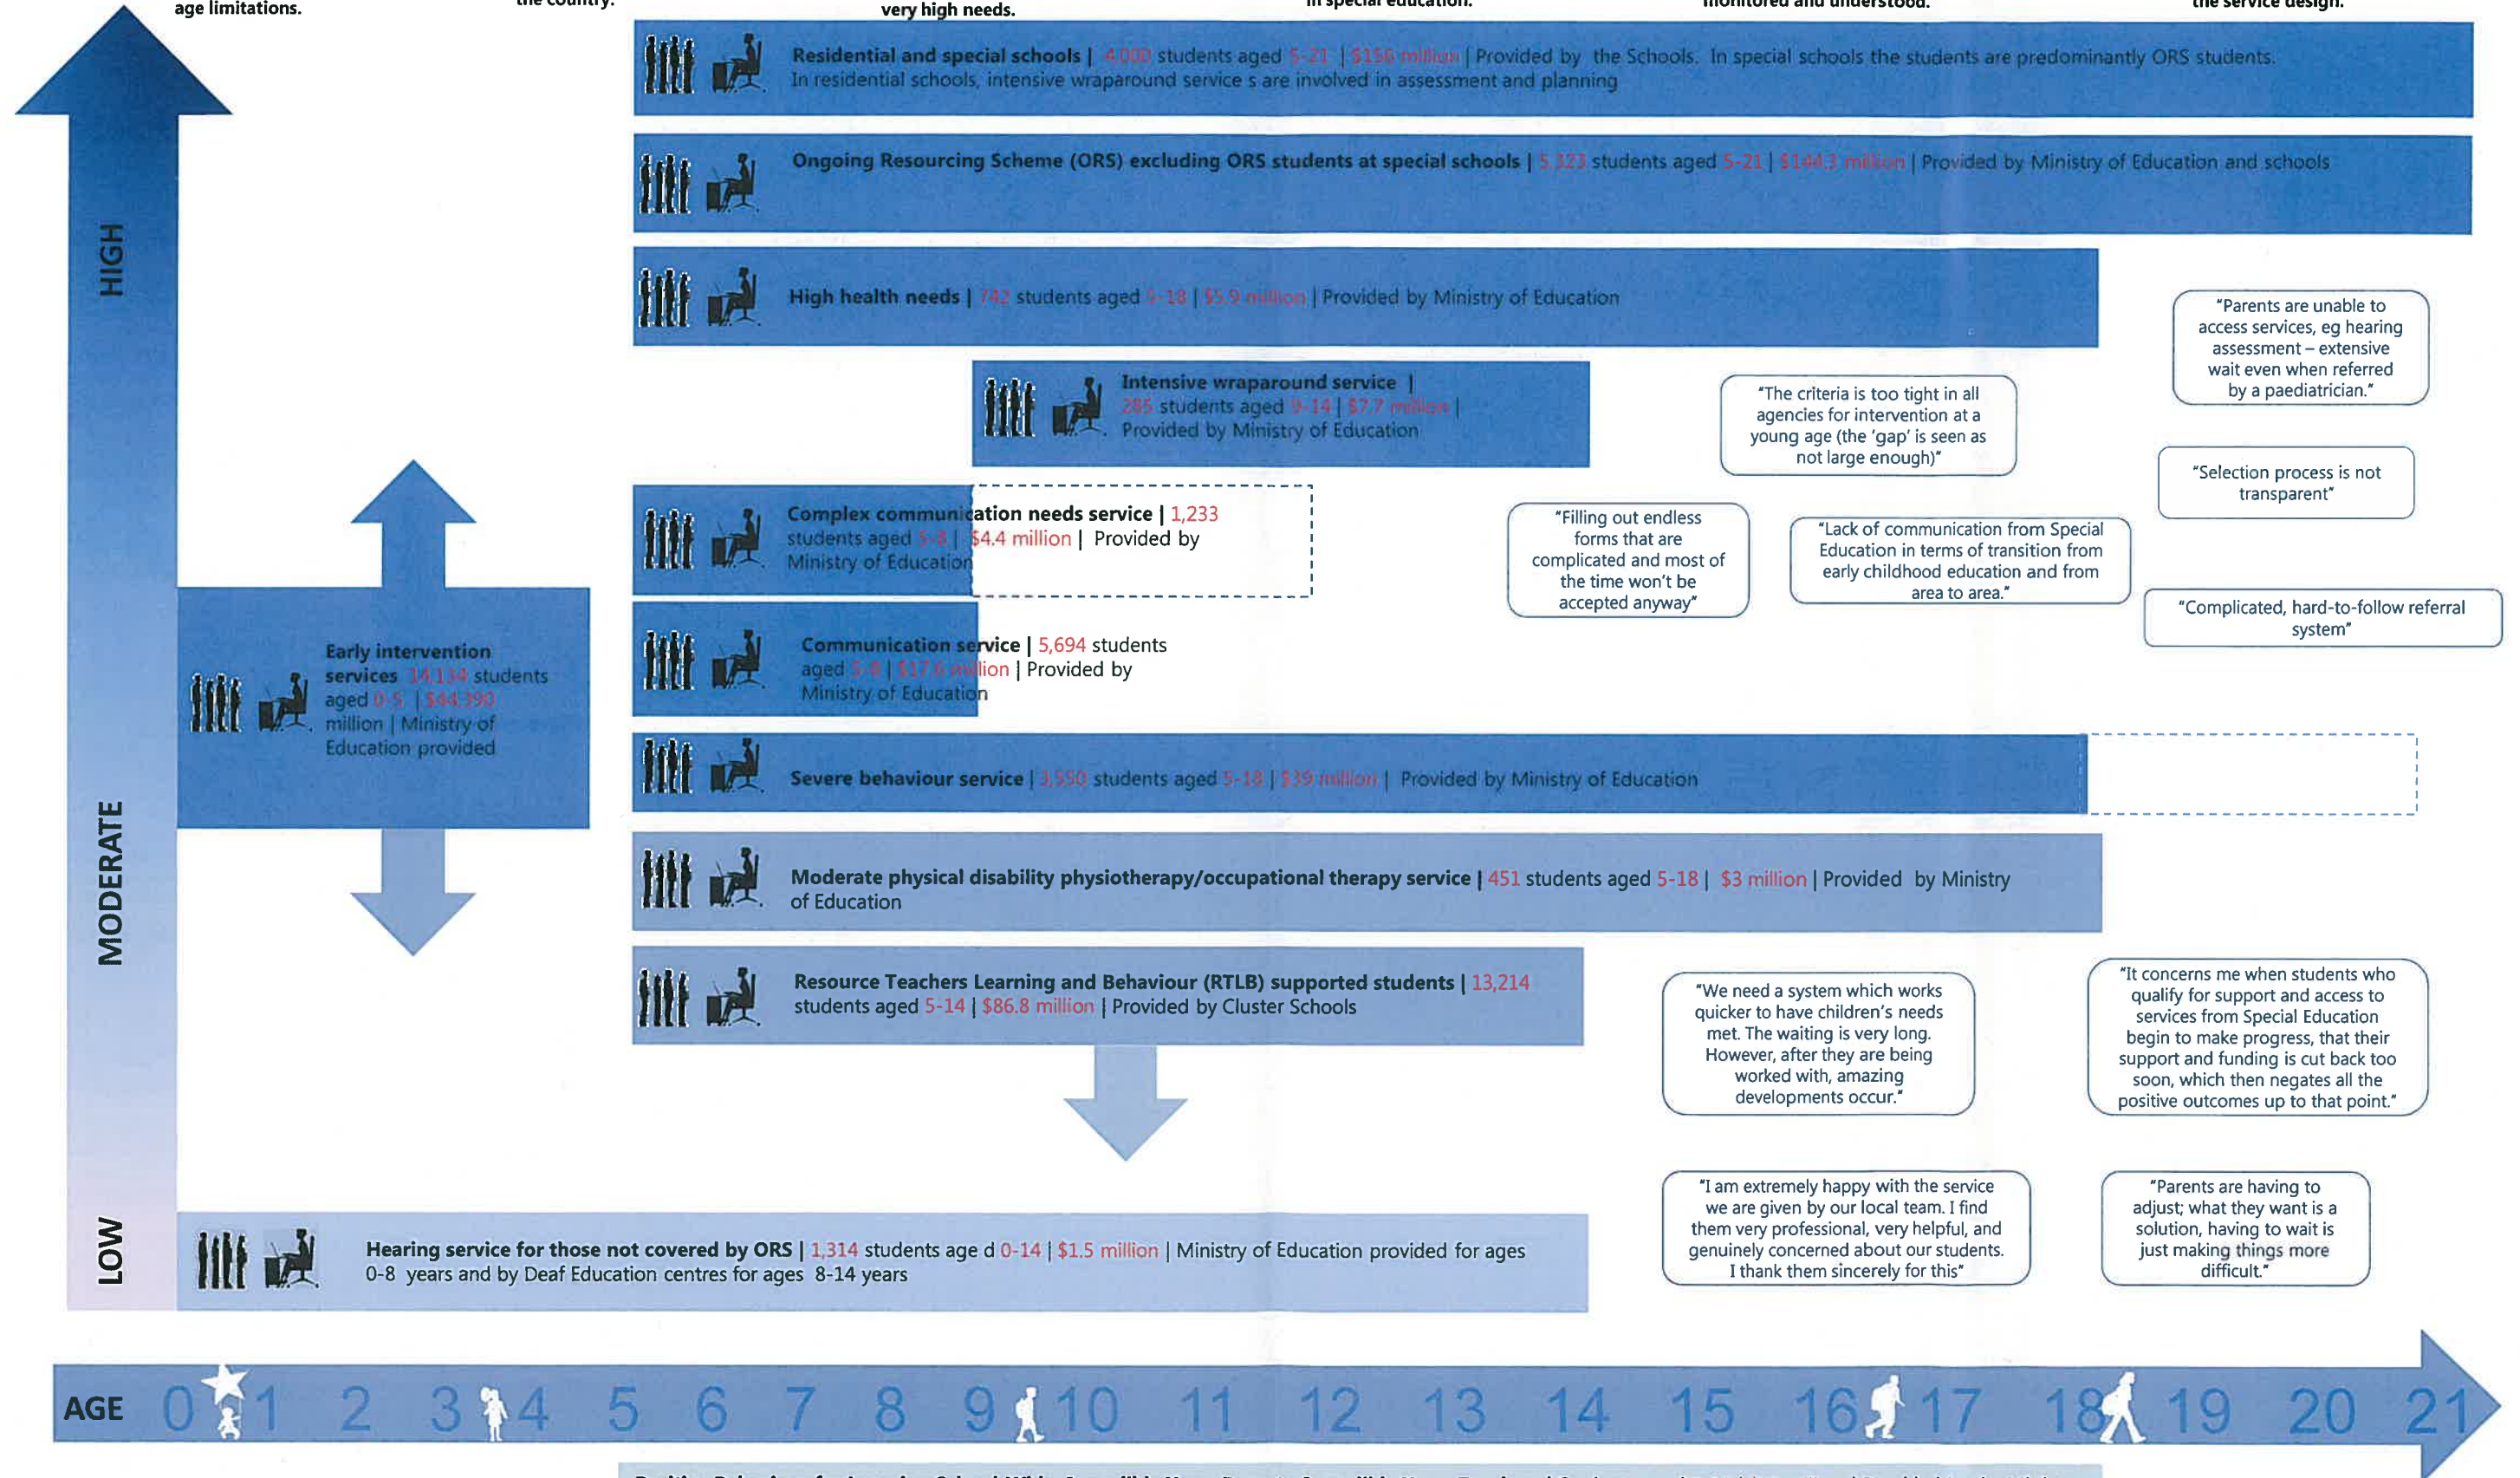 age limitations.
the country.
very high needs.
in special education.
monitored and understood.
the service design.
Residential and special schools | 4,000 students aged 5-21 | $156 million | Provided by the Schools. In special schools the students are predominantly ORS students.
In residential schools, intensive wraparound service s are involved in assessment and planning
Ongoing Resourcing Scheme (ORS) excluding ORS students at special schools | 5,323 students aged 5-21 | $144.3 million | Provided by Ministry of Education and schools
HIGH
High health needs | 742 students aged 5-18 | $5.9 million | Provided by Ministry of Education
"Parents are unable to
access services, eg hearing
assessment – extensive
wait even when referred
by a paediatrician."
Intensive wraparound service |
285 students aged 9-14 | $7.7 million |
Provided by Ministry of Education
"The criteria is too tight in all
agencies for intervention at a
young age (the 'gap' is seen as
not large enough)"
"Selection process is not
transparent"
Complex communication needs service | 1,233
students aged 5-8 | $4.4 million | Provided by
Ministry of Education
"Filling out endless
forms that are
complicated and most of
the time won't be
accepted anyway"
"Lack of communication from Special
Education in terms of transition from
early childhood education and from
area to area."
"Complicated, hard-to-follow referral
system"
Early intervention
services 14,134 students
aged 0-5 | $44.390
million | Ministry of
Education provided
Communication service | 5,694 students
aged 5-8 | $17.6 million | Provided by
Ministry of Education
Severe behaviour service | 3,550 students aged 5-18 | $39 million | Provided by Ministry of Education
MODERATE
Moderate physical disability physiotherapy/occupational therapy service | 451 students aged 5-18 | $3 million | Provided by Ministry
of Education
Resource Teachers Learning and Behaviour (RTLB) supported students | 13,214
students aged 5-14 | $86.8 million | Provided by Cluster Schools
"We need a system which works
quicker to have children's needs
met. The waiting is very long.
However, after they are being
worked with, amazing
developments occur."
"It concerns me when students who
qualify for support and access to
services from Special Education
begin to make progress, that their
support and funding is cut back too
soon, which then negates all the
positive outcomes up to that point."
LOW
Hearing service for those not covered by ORS | 1,314 students age d 0-14 | $1.5 million | Ministry of Education provided for ages
0-8 years and by Deaf Education centres for ages 8-14 years
"I am extremely happy with the service
we are given by our local team. I find
them very professional, very helpful, and
genuinely concerned about our students.
I thank them sincerely for this"
"Parents are having to
adjust; what they want is a
solution, having to wait is
just making things more
difficult."
AGE 0 1 2 3 4 5 6 7 8 9 10 11 12 13 14 15 16 17 18 19 20 21